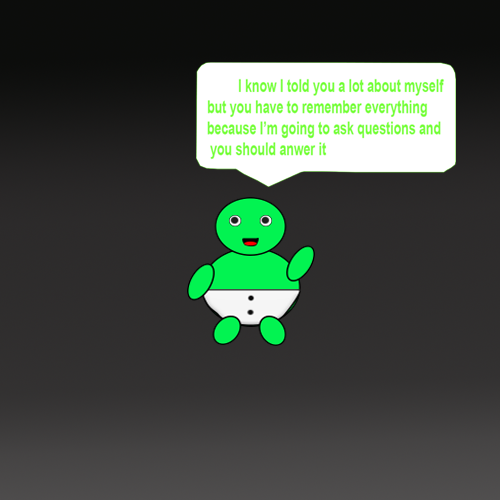 I know I told you a lot about myself
but you have to remember everything
because I'm going to ask questions and
you should anwer it